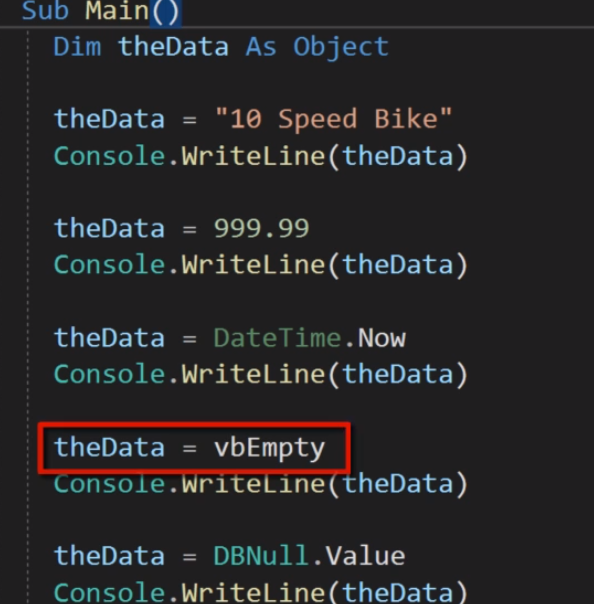 Sub Main()
Dim theData As Object
theData = "10 Speed Bike"
Console.WriteLine(theData)
theData = 999.99
Console.WriteLine(theData)
theData = DateTime.Now
Console.WriteLine(theData)
theData = vbEmpty
Console.WriteLine(theData)
theData = DBNull.Value
Console.WriteLine(theData)